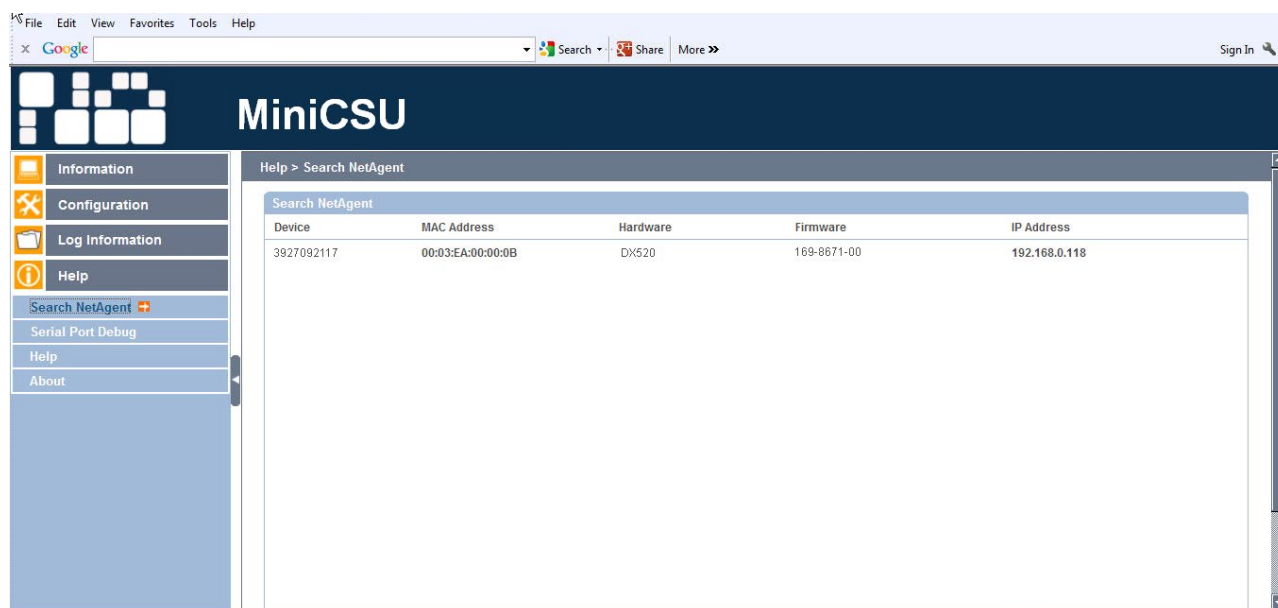 File Edit View Favorites Tools Help
x Google Search Share More » Sign In
MiniCSU
Information
Configuration
Log Information
Help
Search NetAgent
Serial Port Debug
Help
About
Help > Search NetAgent
Search NetAgent
Device MAC Address Hardware Firmware IP Address
3927092117 00:03:EA:00:00:0B DX520 169-8671-00 192.168.0.118